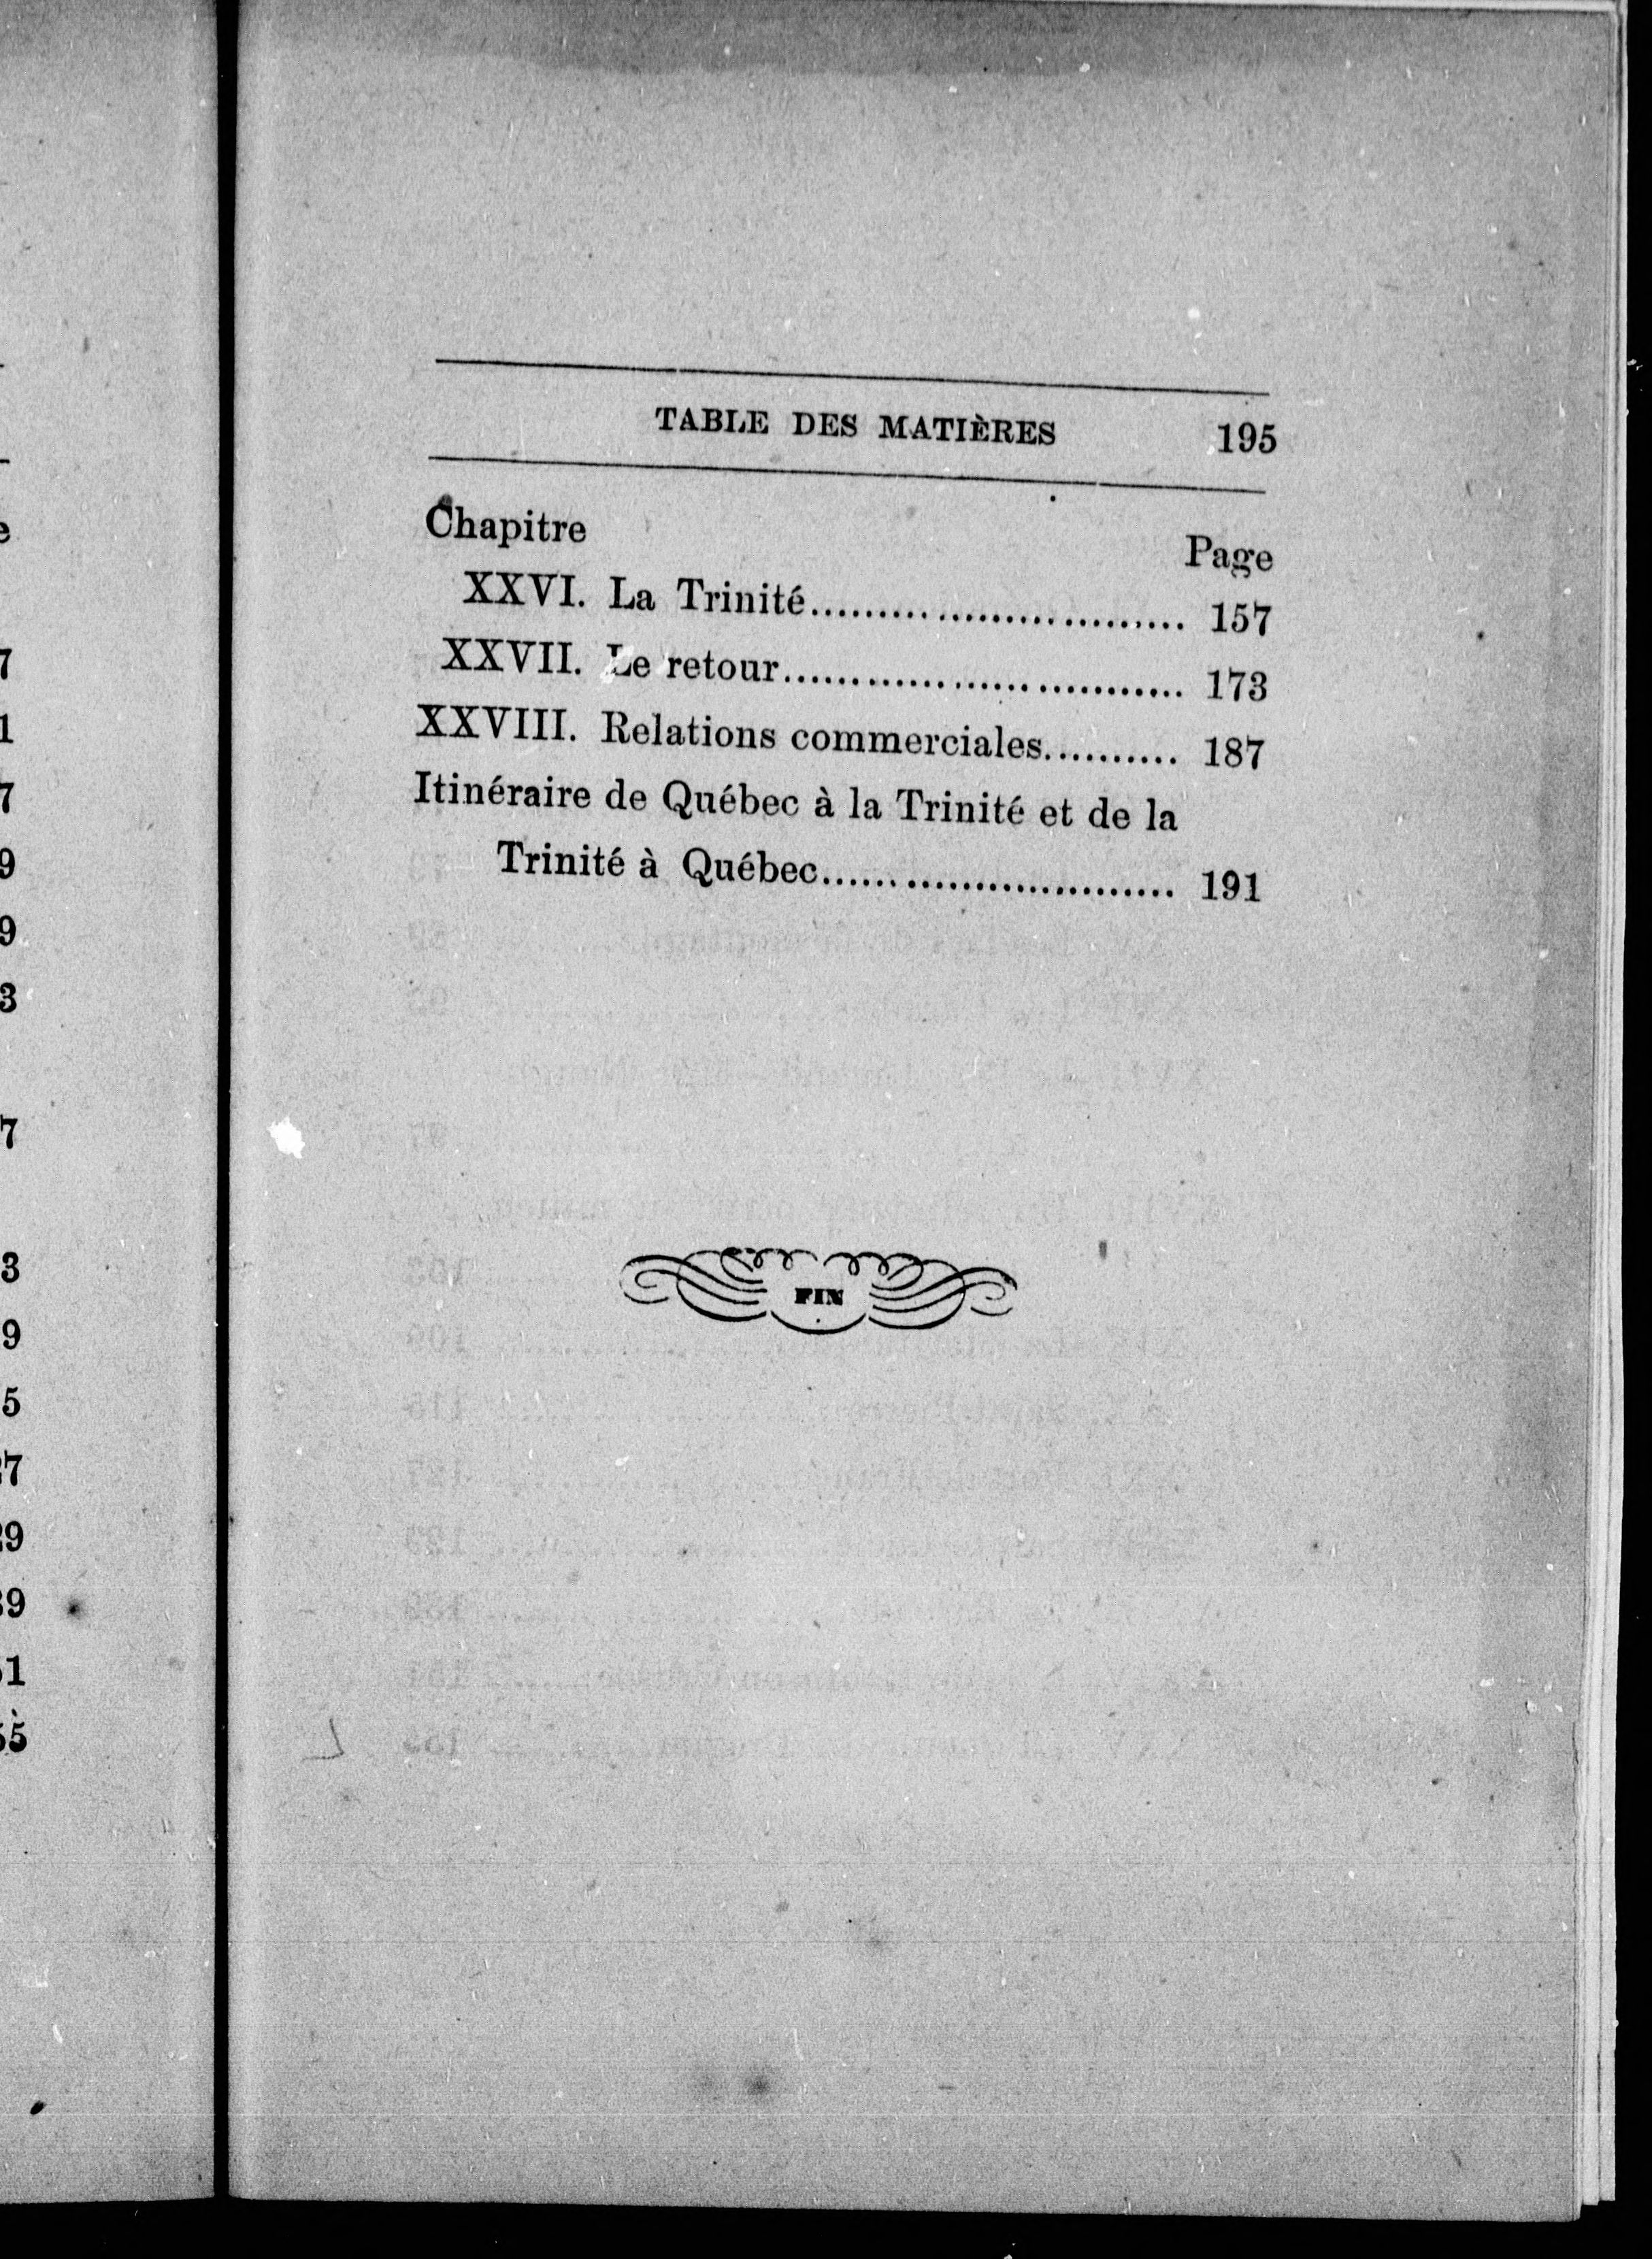 TABLE DES MATIÈRES 195
Chapitre Page
XXVI. La Trinité............................ 157
XXVII. Le retour.............................. 173
XXVIII. Relations commerciales.......... 187
Itinéraire de Québec à la Trinité et de la
Trinité à Québec.......................... 191
FIN